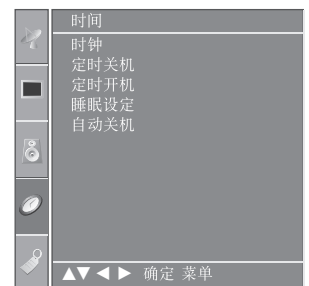 时间
时钟
定时关机
定时开机
睡眠设定
自动关机
▲▼◀▶ 确定 菜单